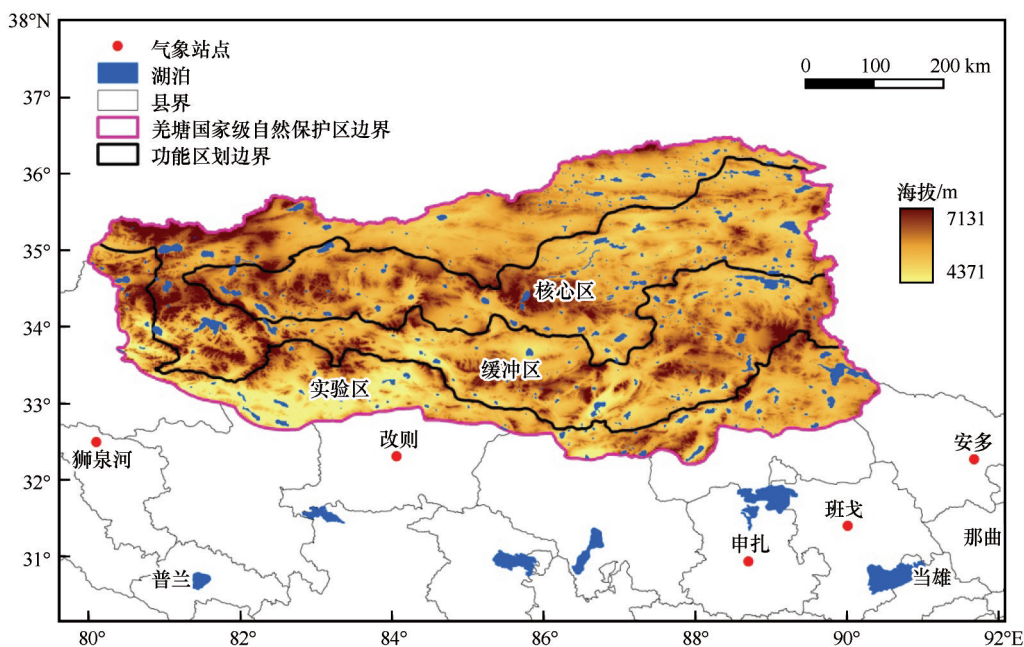 38°N
37°
36°
35°
34°
33°
32°
31°
气象站点
湖泊
县界
羌塘国家级自然保护区边界
功能区划边界
0 100 200 km
海拔/m
7131
4371
核心区
缓冲区
实验区
改则
狮泉河
安多
班戈
那曲
申扎
普兰
当雄
80° 82° 84° 86° 88° 90° 92°E